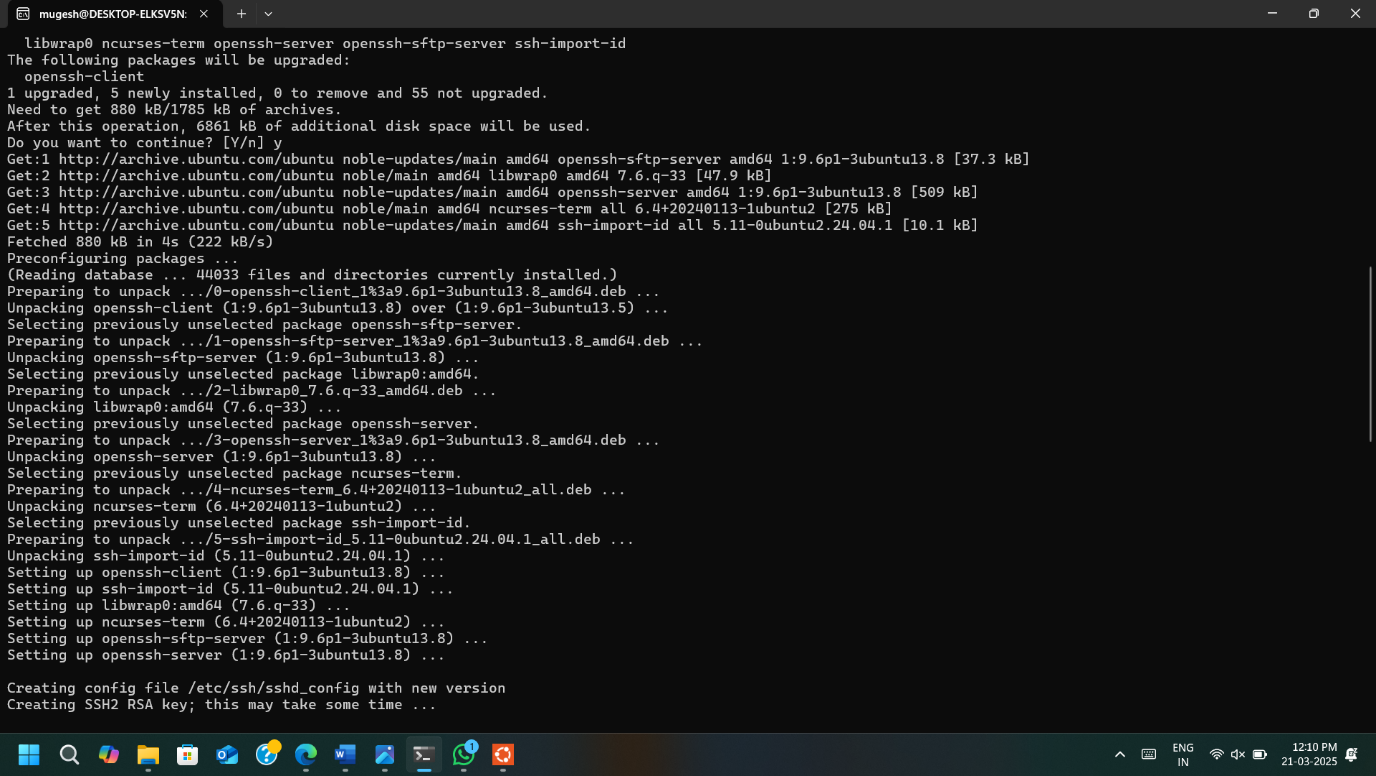 mugesh@DESKTOP-ELKSV5N:
libwrap0 ncurses-term openssh-server openssh-sftp-server ssh-import-id
The following packages will be upgraded:
openssh-client
1 upgraded, 5 newly installed, 0 to remove and 55 not upgraded.
Need to get 880 kB/1785 kB of archives.
After this operation, 6861 kB of additional disk space will be used.
Do you want to continue? [Y/n] y
Get:1 http://archive.ubuntu.com/ubuntu noble-updates/main amd64 openssh-sftp-server amd64 1:9.6p1-3ubuntu13.8 [37.3 kB]
Get:2 http://archive.ubuntu.com/ubuntu noble/main amd64 libwrap0 amd64 7.6.q-33 [47.9 kB]
Get:3 http://archive.ubuntu.com/ubuntu noble-updates/main amd64 openssh-server amd64 1:9.6p1-3ubuntu13.8 [509 kB]
Get:4 http://archive.ubuntu.com/ubuntu noble/main amd64 ncurses-term all 6.4+20240113-1ubuntu2 [275 kB]
Get:5 http://archive.ubuntu.com/ubuntu noble-updates/main amd64 ssh-import-id all 5.11-0ubuntu2.24.04.1 [10.1 kB]
Fetched 880 kB in 4s (222 kB/s)
Preconfiguring packages ...
(Reading database ... 44033 files and directories currently installed.)
Preparing to unpack .../0-openssh-client_1%3a9.6p1-3ubuntu13.8_amd64.deb ...
Unpacking openssh-client (1:9.6p1-3ubuntu13.8) over (1:9.6p1-3ubuntu13.5) ...
Selecting previously unselected package openssh-sftp-server.
Preparing to unpack .../1-openssh-sftp-server_1%3a9.6p1-3ubuntu13.8_amd64.deb ...
Unpacking openssh-sftp-server (1:9.6p1-3ubuntu13.8) ...
Selecting previously unselected package libwrap0:amd64.
Preparing to unpack .../2-libwrap0_7.6.q-33_amd64.deb ...
Unpacking libwrap0:amd64 (7.6.q-33) ...
Selecting previously unselected package openssh-server.
Preparing to unpack .../3-openssh-server_1%3a9.6p1-3ubuntu13.8_amd64.deb ...
Unpacking openssh-server (1:9.6p1-3ubuntu13.8) ...
Selecting previously unselected package ncurses-term.
Preparing to unpack .../4-ncurses-term_6.4+20240113-1ubuntu2_all.deb ...
Unpacking ncurses-term (6.4+20240113-1ubuntu2) ...
Selecting previously unselected package ssh-import-id.
Preparing to unpack .../5-ssh-import-id_5.11-0ubuntu2.24.04.1_all.deb ...
Unpacking ssh-import-id (5.11-0ubuntu2.24.04.1) ...
Setting up openssh-client (1:9.6p1-3ubuntu13.8) ...
Setting up ssh-import-id (5.11-0ubuntu2.24.04.1) ...
Setting up libwrap0:amd64 (7.6.q-33) ...
Setting up ncurses-term (6.4+20240113-1ubuntu2) ...
Setting up openssh-sftp-server (1:9.6p1-3ubuntu13.8) ...
Setting up openssh-server (1:9.6p1-3ubuntu13.8) ...
Creating config file /etc/ssh/sshd_config with new version
Creating SSH2 RSA key; this may take some time ...
1
ENG
IN
12:10 PM
21-03-2025